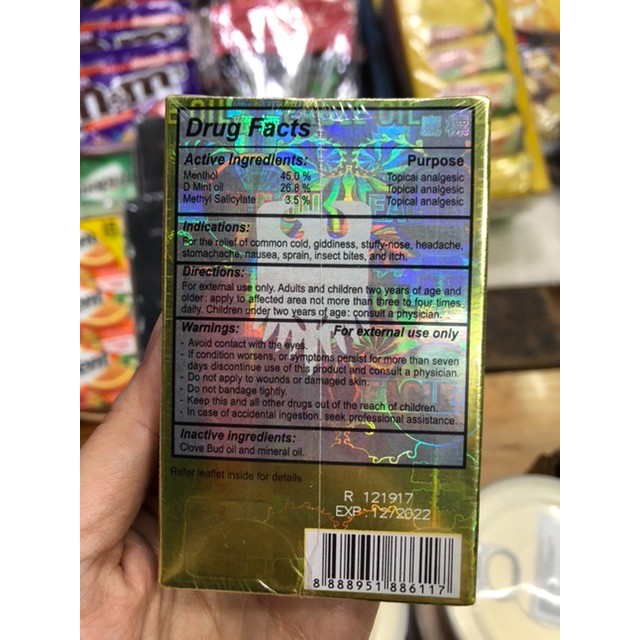 EAGLE OIL
Drug Facts
Active Ingredients: Purpose
Menthol 45.0 % Topical analgesic
D Mint oil 26.8 % Topical analgesic
Methyl Salicylate 3.5 % Topical analgesic
Indications:
For the relief of common cold, giddiness, stuffy-nose, headache,
stomachache, nausea, sprain, insect bites, and itch.
Directions:
For external use only. Adults and children two years of age and
older: apply to affected area not more than three to four times
daily. Children under two years of age: consult a physician.
Warnings: For external use only
- Avoid contact with the eyes.
- If condition worsens, or symptoms persist for more than seven
days discontinue use of this product and consult a physician.
- Do not apply to wounds or damaged skin.
- Do not bandage tightly.
- Keep this and all other drugs out of the reach of children.
- In case of accidental ingestion, seek professional assistance.
EAGLE
Inactive ingredients:
Clove Bud oil and mineral oil.
Refer leaflet inside for details
R 121917
EXP:12/2022
8 888951 886117